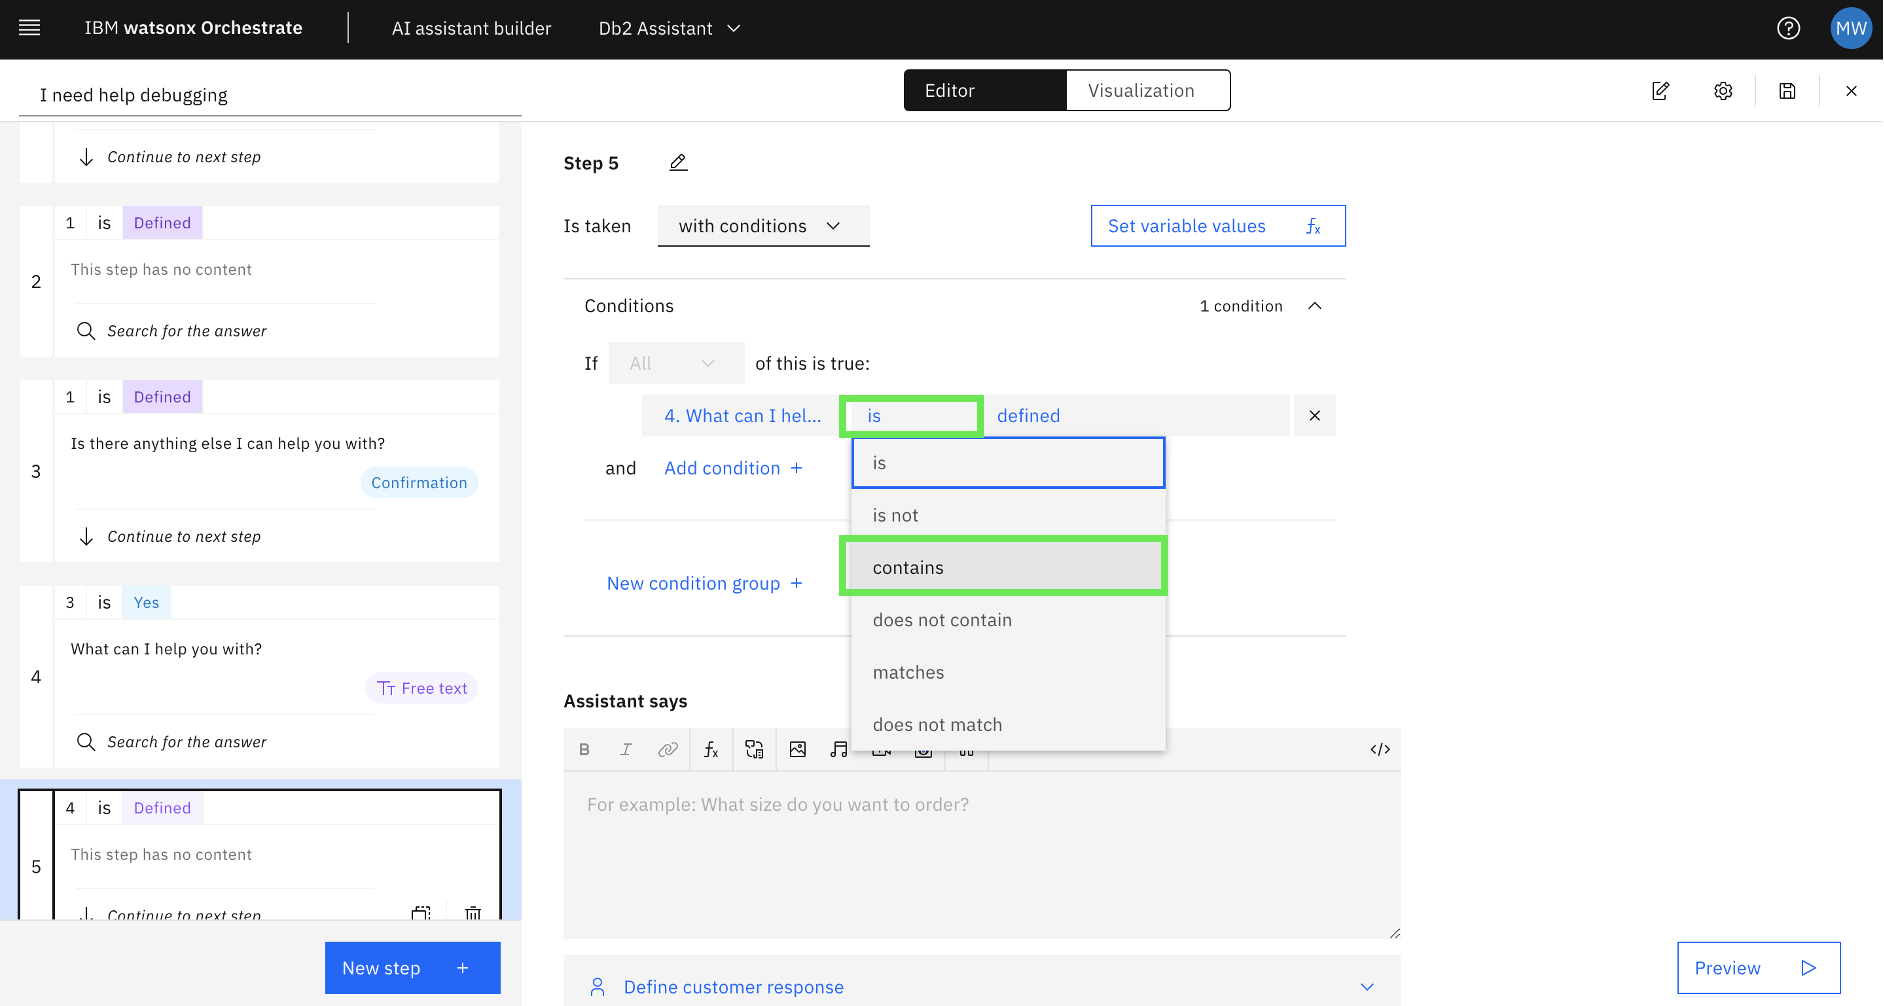 IBM watsonx Orchestrate
AI assistant builder
Db2 Assistant
MW
I need help debugging
Editor
Visualization
Continue to next step
1 is Defined
This step has no content
2
Search for the answer
1 is Defined
Is there anything else I can help you with?
3
Confirmation
Continue to next step
3 is Yes
What can I help you with?
4
Free text
Search for the answer
4 is Defined
This step has no content
5
Continue to next step
New step +
Step 5
Is taken with conditions
Set variable values fx
Conditions
1 condition
If All of this is true:
4. What can I hel... is defined
and Add condition +
is
is not
contains
New condition group +
does not contain
matches
does not match
Assistant says
B I fx </>
For example: What size do you want to order?
Define customer response
Preview